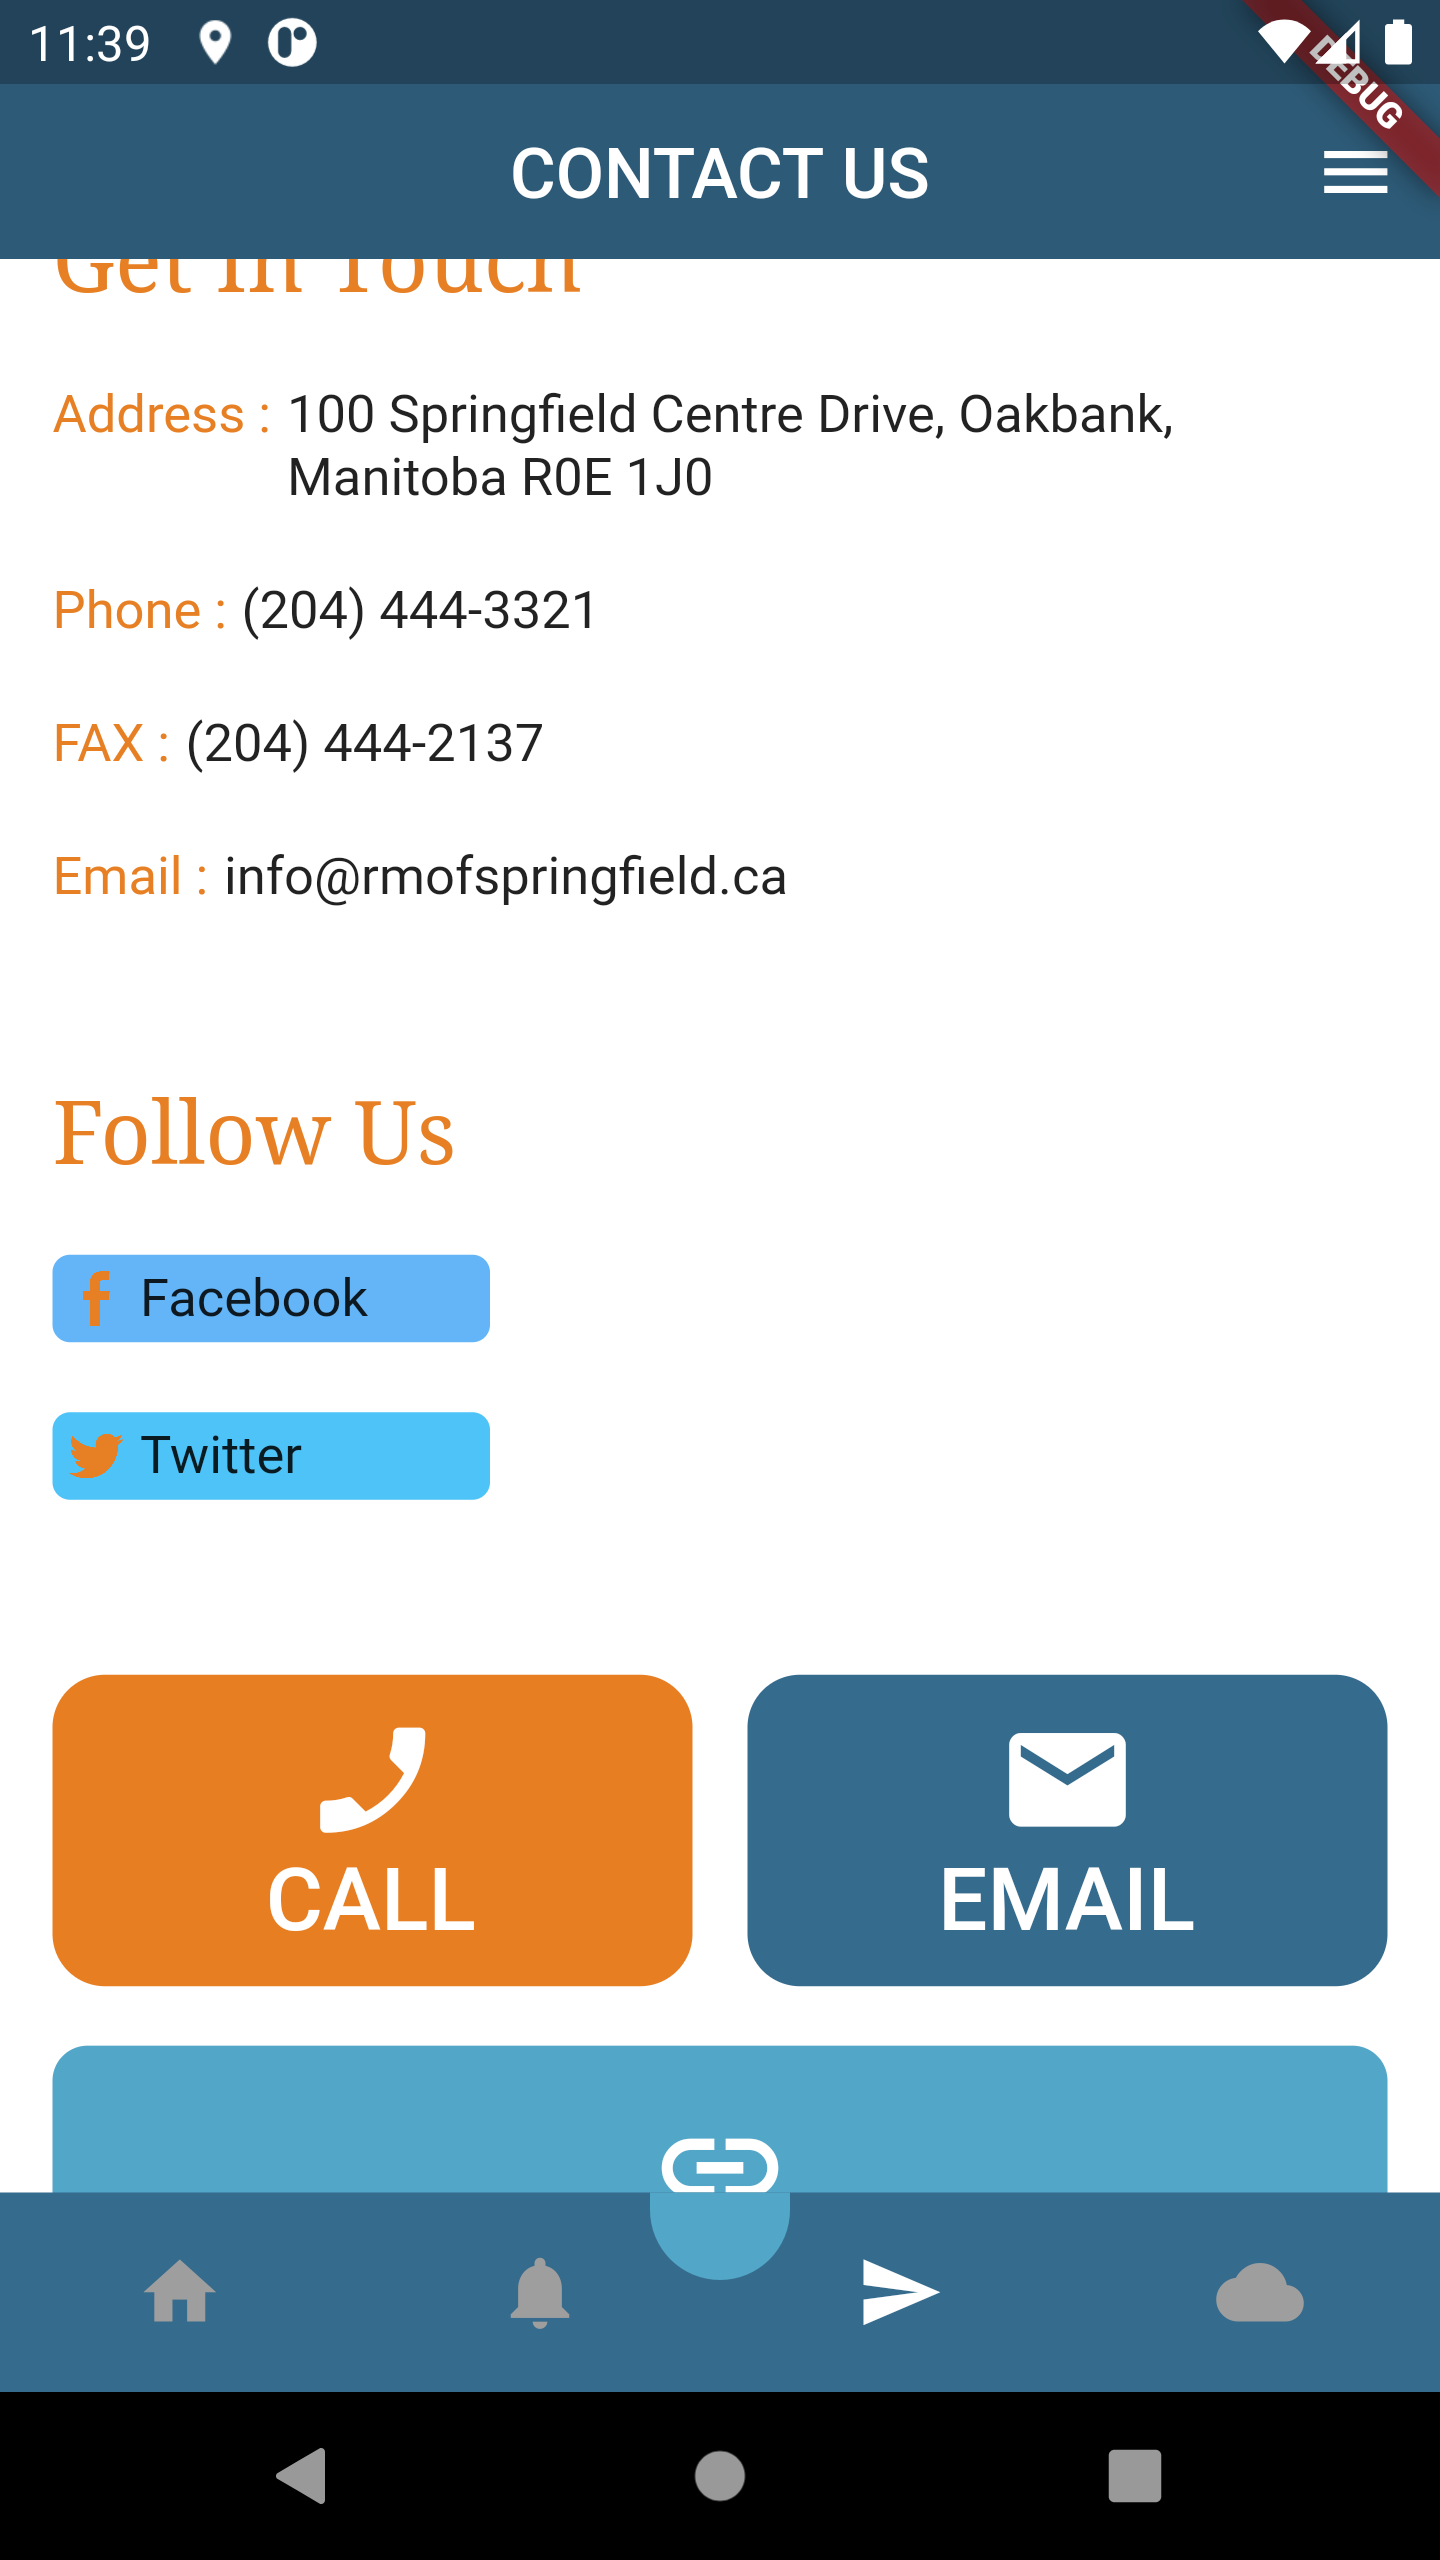 11:39
DEBUG
CONTACT US
Get In Touch
Address : 100 Springfield Centre Drive, Oakbank,
Manitoba R0E 1J0
Phone : (204) 444-3321
FAX : (204) 444-2137
Email : info@rmofspringfield.ca
Follow Us
Facebook
Twitter
CALL
EMAIL